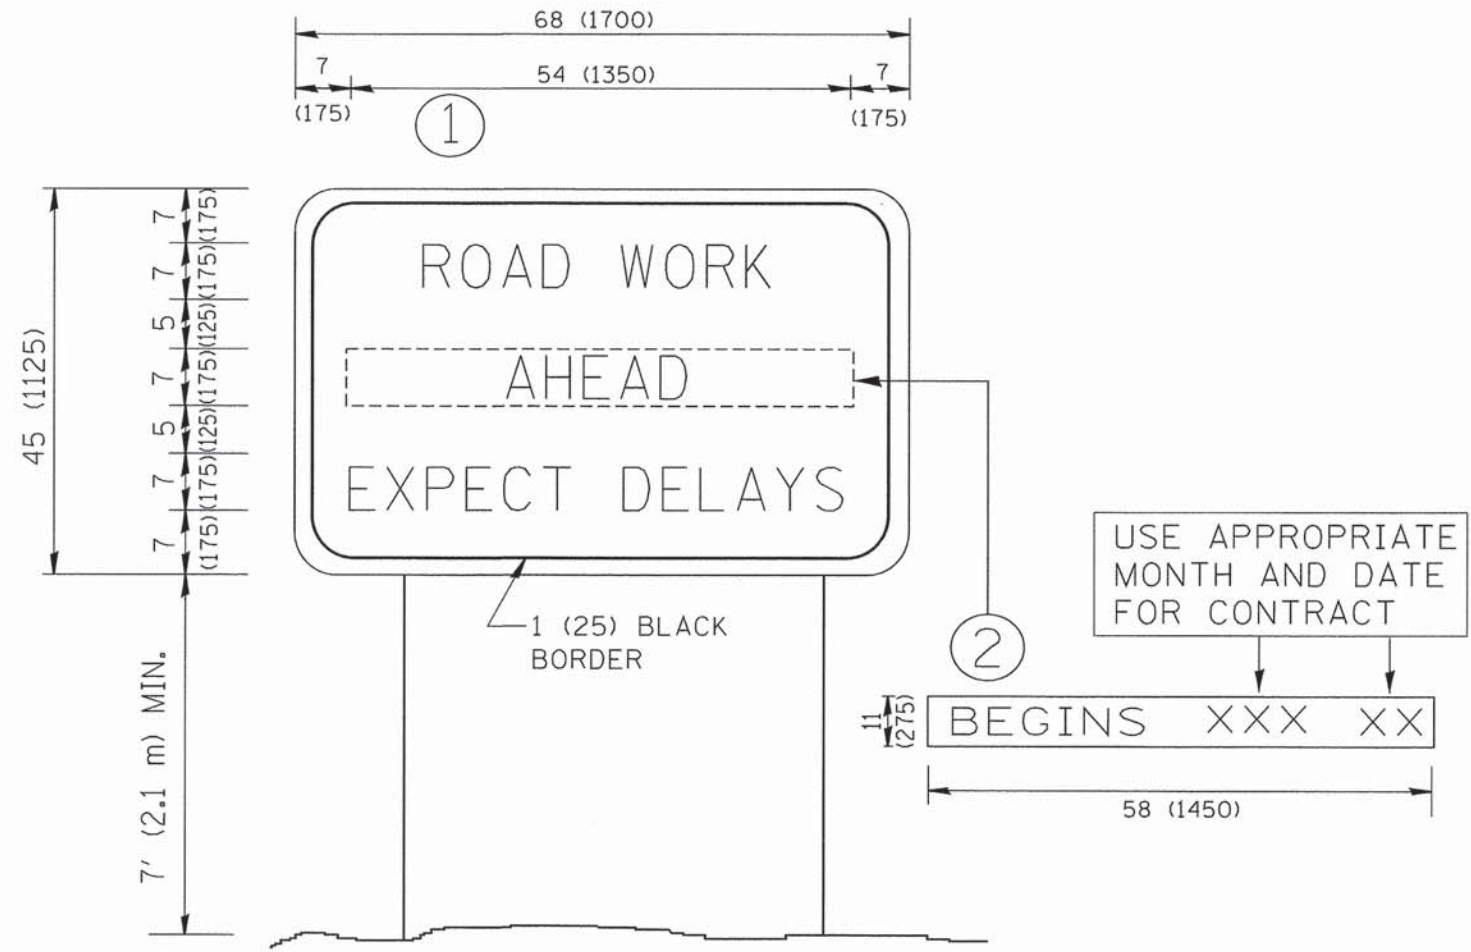 68 (1700)
7
54 (1350)
7
(175)
(175)
1
45 (1125)
7
(175)
7
(175)
5
(125)
7
(175)
5
(125)
7
(175)
7
(175)
ROAD WORK
AHEAD
EXPECT DELAYS
1 (25) BLACK
BORDER
7' (2.1 m) MIN.
USE APPROPRIATE
MONTH AND DATE
FOR CONTRACT
2
11
(275)
BEGINS XXX XX
58 (1450)